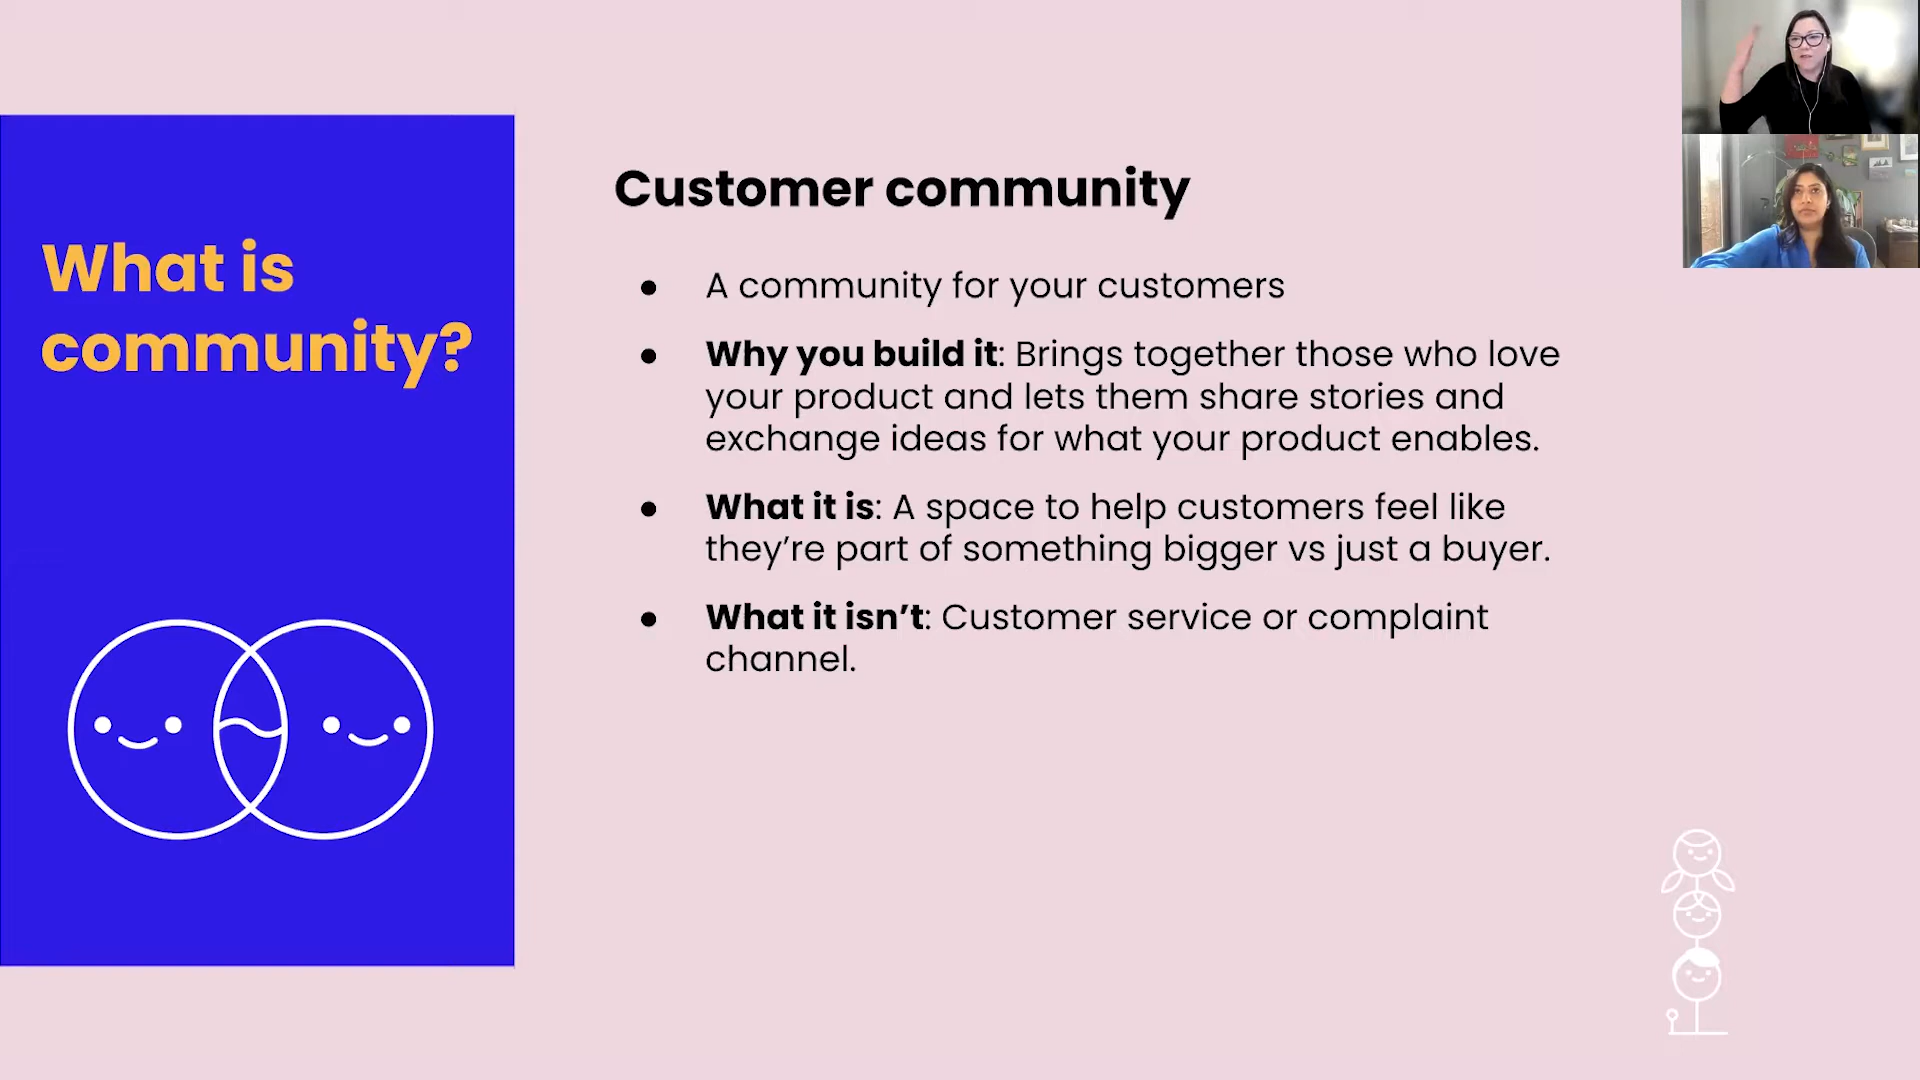 What is
community?
Customer community
● A community for your customers
● Why you build it: Brings together those who love
your product and lets them share stories and
exchange ideas for what your product enables.
● What it is: A space to help customers feel like
they’re part of something bigger vs just a buyer.
● What it isn’t: Customer service or complaint
channel.